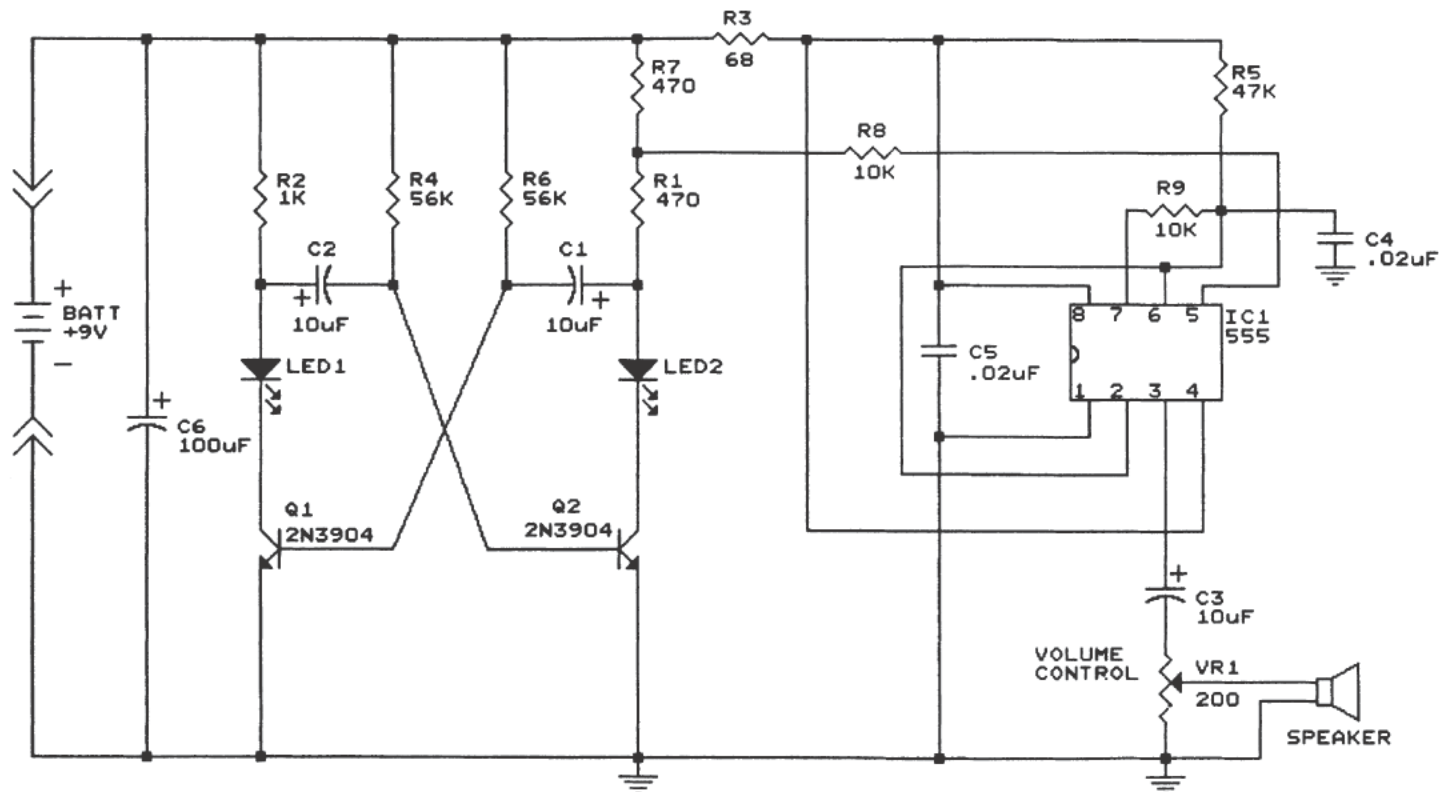 R3
68
R7
470
R5
47K
R8
10K
R2
1K
R4
56K
R6
56K
R1
470
R9
10K
C4
.02uF
C2
+
10uF
C1
+
10uF
+
BATT
+9V
-
8 7 6 5
IC1
555
1 2 3 4
LED1
LED2
C5
.02uF
+
C6
100uF
Q1
2N3904
Q2
2N3904
+
C3
10uF
VOLUME
CONTROL
VR1
200
SPEAKER